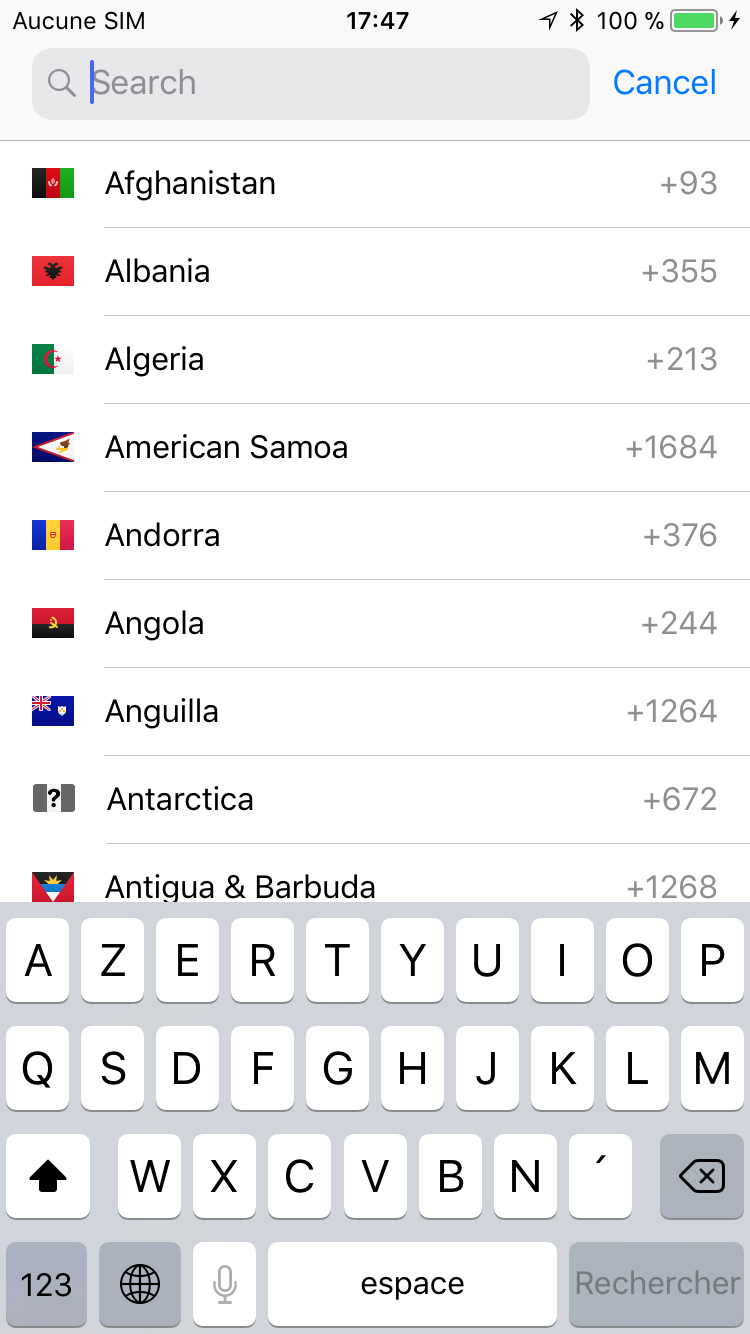 Aucune SIM 17:47 100 %
Search Cancel
Afghanistan +93
Albania +355
Algeria +213
American Samoa +1684
Andorra +376
Angola +244
Anguilla +1264
? Antarctica +672
Antigua & Barbuda +1268
A Z E R T Y U I O P
Q S D F G H J K L M
W X C V B N ´
123 espace Rechercher